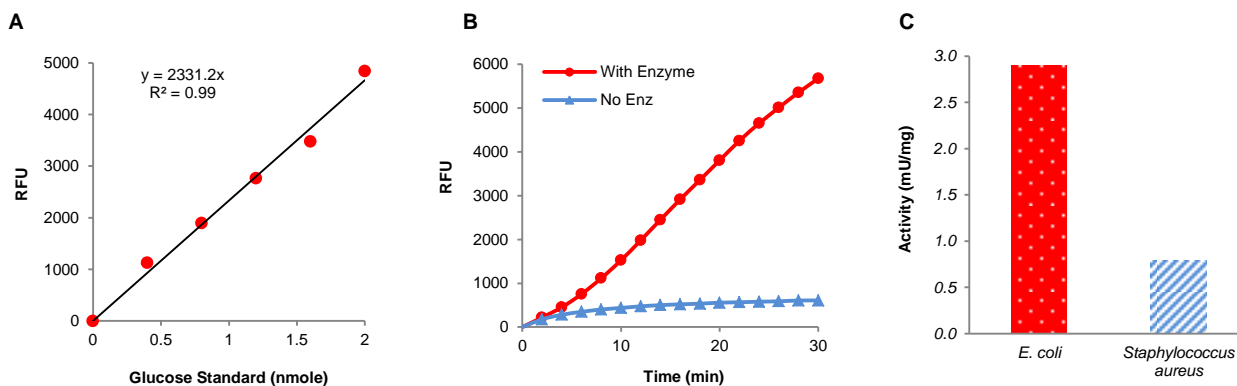 A
y = 2331.2x
R² = 0.99
5000
4000
3000
2000
1000
0
RFU
0
0.5
1
1.5
2
Glucose Standard (nmole)
B
With Enzyme
No Enz
6000
5000
4000
3000
2000
1000
0
RFU
0
10
20
30
Time (min)
C
3.0
2.5
2.0
1.5
1.0
0.5
0.0
Activity (mU/mg)
E. coli
Staphylococcus
aureus